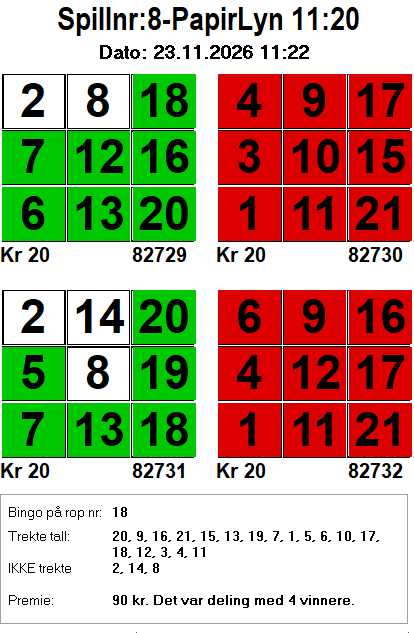 Spillnr:8-PapirLyn 11:20
Dato: 23.11.2026 11:22
2 8 18
7 12 16
6 13 20
Kr 20 82729
4 9 17
3 10 15
1 11 21
Kr 20 82730
2 14 20
5 8 19
7 13 18
Kr 20 82731
6 9 16
4 12 17
1 11 21
Kr 20 82732
Bingo på rop nr: 18
Trekte tall: 20, 9, 16, 21, 15, 13, 19, 7, 1, 5, 6, 10, 17,
18, 12, 3, 4, 11
IKKE trekte 2, 14, 8
Premie: 90 kr. Det var deling med 4 vinnere.